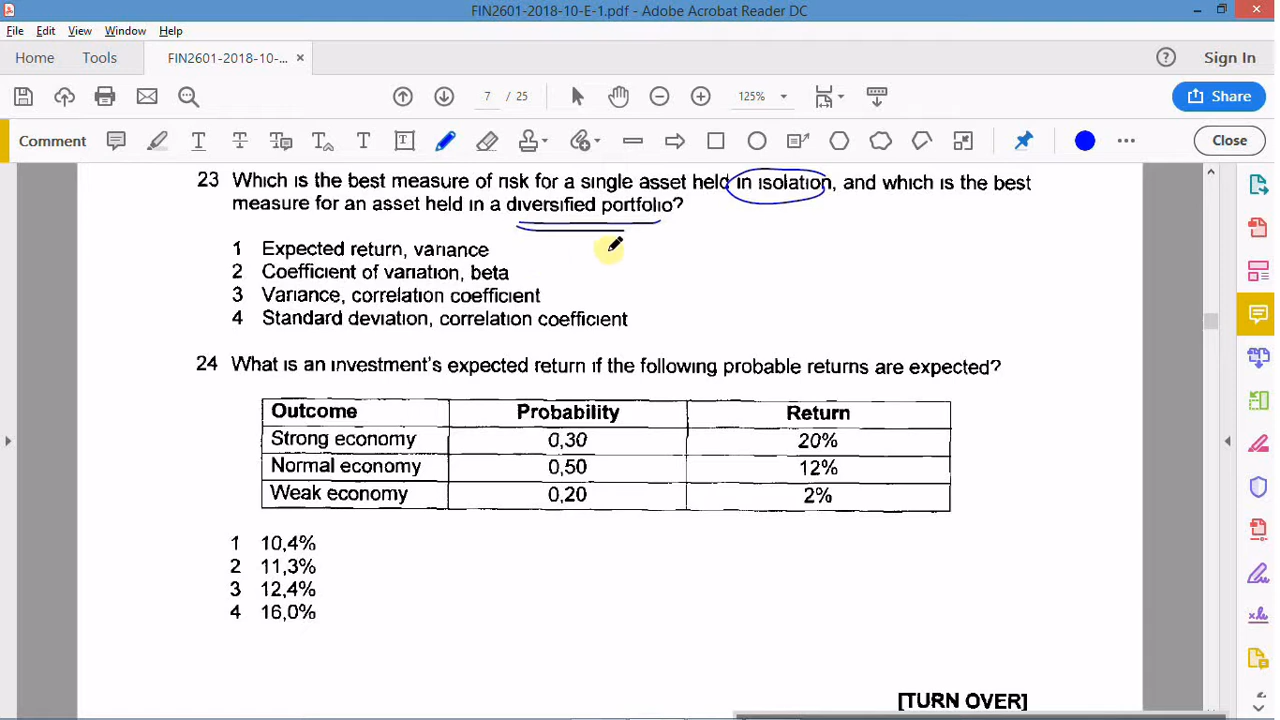 FIN2601-2018-10-E-1.pdf - Adobe Acrobat Reader DC
File Edit View Window Help
Home Tools FIN2601-2018-10-... × Sign In
7 / 25 125% Share
Comment Close
23 Which is the best measure of risk for a single asset held in isolation, and which is the best
measure for an asset held in a diversified portfolio?
1 Expected return, variance
2 Coefficient of variation, beta
3 Variance, correlation coefficient
4 Standard deviation, correlation coefficient
24 What is an investment's expected return if the following probable returns are expected?
Outcome Probability Return
Strong economy 0,30 20%
Normal economy 0,50 12%
Weak economy 0,20 2%
1 10,4%
2 11,3%
3 12,4%
4 16,0%
[TURN OVER]